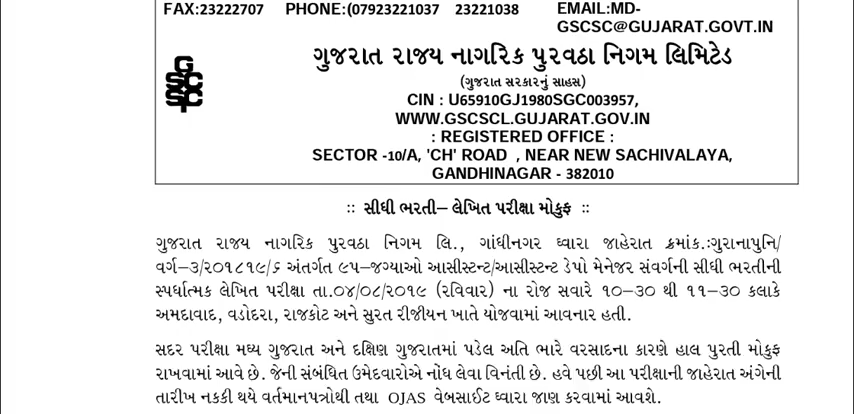 FAX:23222707 PHONE:(07923221037 23221038 EMAIL:MD-
GSCSC@GUJARAT.GOVT.IN
GSCSCL
ગુજરાત રાજય નાગરિક પુરવઠા નિગમ લિમિટેડ
(ગુજરાત સરકારનું સાહસ)
CIN : U65910GJ1980SGC003957,
WWW.GSCSCL.GUJARAT.GOV.IN
: REGISTERED OFFICE :
SECTOR -10/A, 'CH' ROAD , NEAR NEW SACHIVALAYA,
GANDHINAGAR - 382010
:: સીધી ભરતી– લેખિત પરીક્ષા મોકુફ ::
ગુજરાત રાજય નાગરિક પુરવઠા નિગમ લિ., ગાંધીનગર ધ્વારા જાહેરાત ક્રમાંક.:ગુરાનાપુનિ/
વર્ગ–૩/૨૦૧૮૧૯/૬ અંતર્ગત ૯૫–જગ્યાઓ આસીસ્ટન્ટ/આસીસ્ટન્ટ ડેપો મેનેજર સંવર્ગની સીધી ભરતીની
સ્પર્ધાત્મક લેખિત પરીક્ષા તા.૦૪/૦૮/૨૦૧૯ (રવિવાર) ના રોજ સવારે ૧૦–૩૦ થી ૧૧–૩૦ કલાકે
અમદાવાદ, વડોદરા, રાજકોટ અને સુરત રીજીયન ખાતે યોજવામાં આવનાર હતી.
સદર પરીક્ષા મધ્ય ગુજરાત અને દક્ષિણ ગુજરાતમાં પડેલ અતિ ભારે વરસાદના કારણે હાલ પુરતી મોકુફ
રાખવામાં આવે છે. જેની સંબંધિત ઉમેદવારોએ નોંધ લેવા વિનંતી છે. હવે પછી આ પરીક્ષાની જાહેરાત અંગેની
તારીખ નકકી થયે વર્તમાનપત્રોથી તથા OJAS વેબસાઈટ ધ્વારા જાણ કરવામાં આવશે.